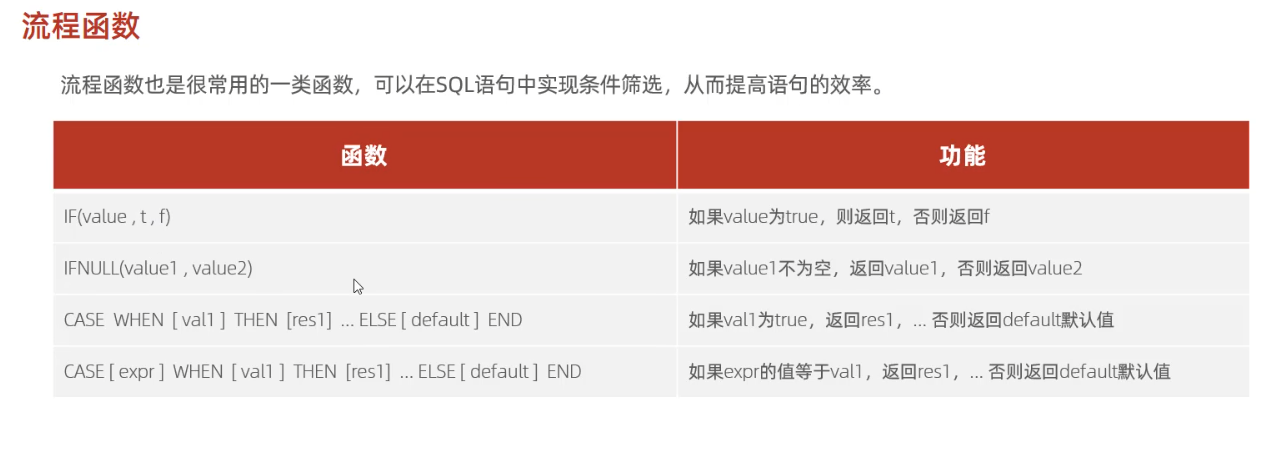 流程函数
流程函数也是很常用的一类函数，可以在SQL语句中实现条件筛选，从而提高语句的效率。
函数 功能
IF(value , t , f) 如果value为true，则返回t，否则返回f
IFNULL(value1 , value2) 如果value1不为空，返回value1，否则返回value2
CASE WHEN [ val1 ] THEN [res1] ... ELSE [ default ] END 如果val1为true，返回res1，... 否则返回default默认值
CASE [ expr ] WHEN [ val1 ] THEN [res1] ... ELSE [ default ] END 如果expr的值等于val1，返回res1，... 否则返回default默认值